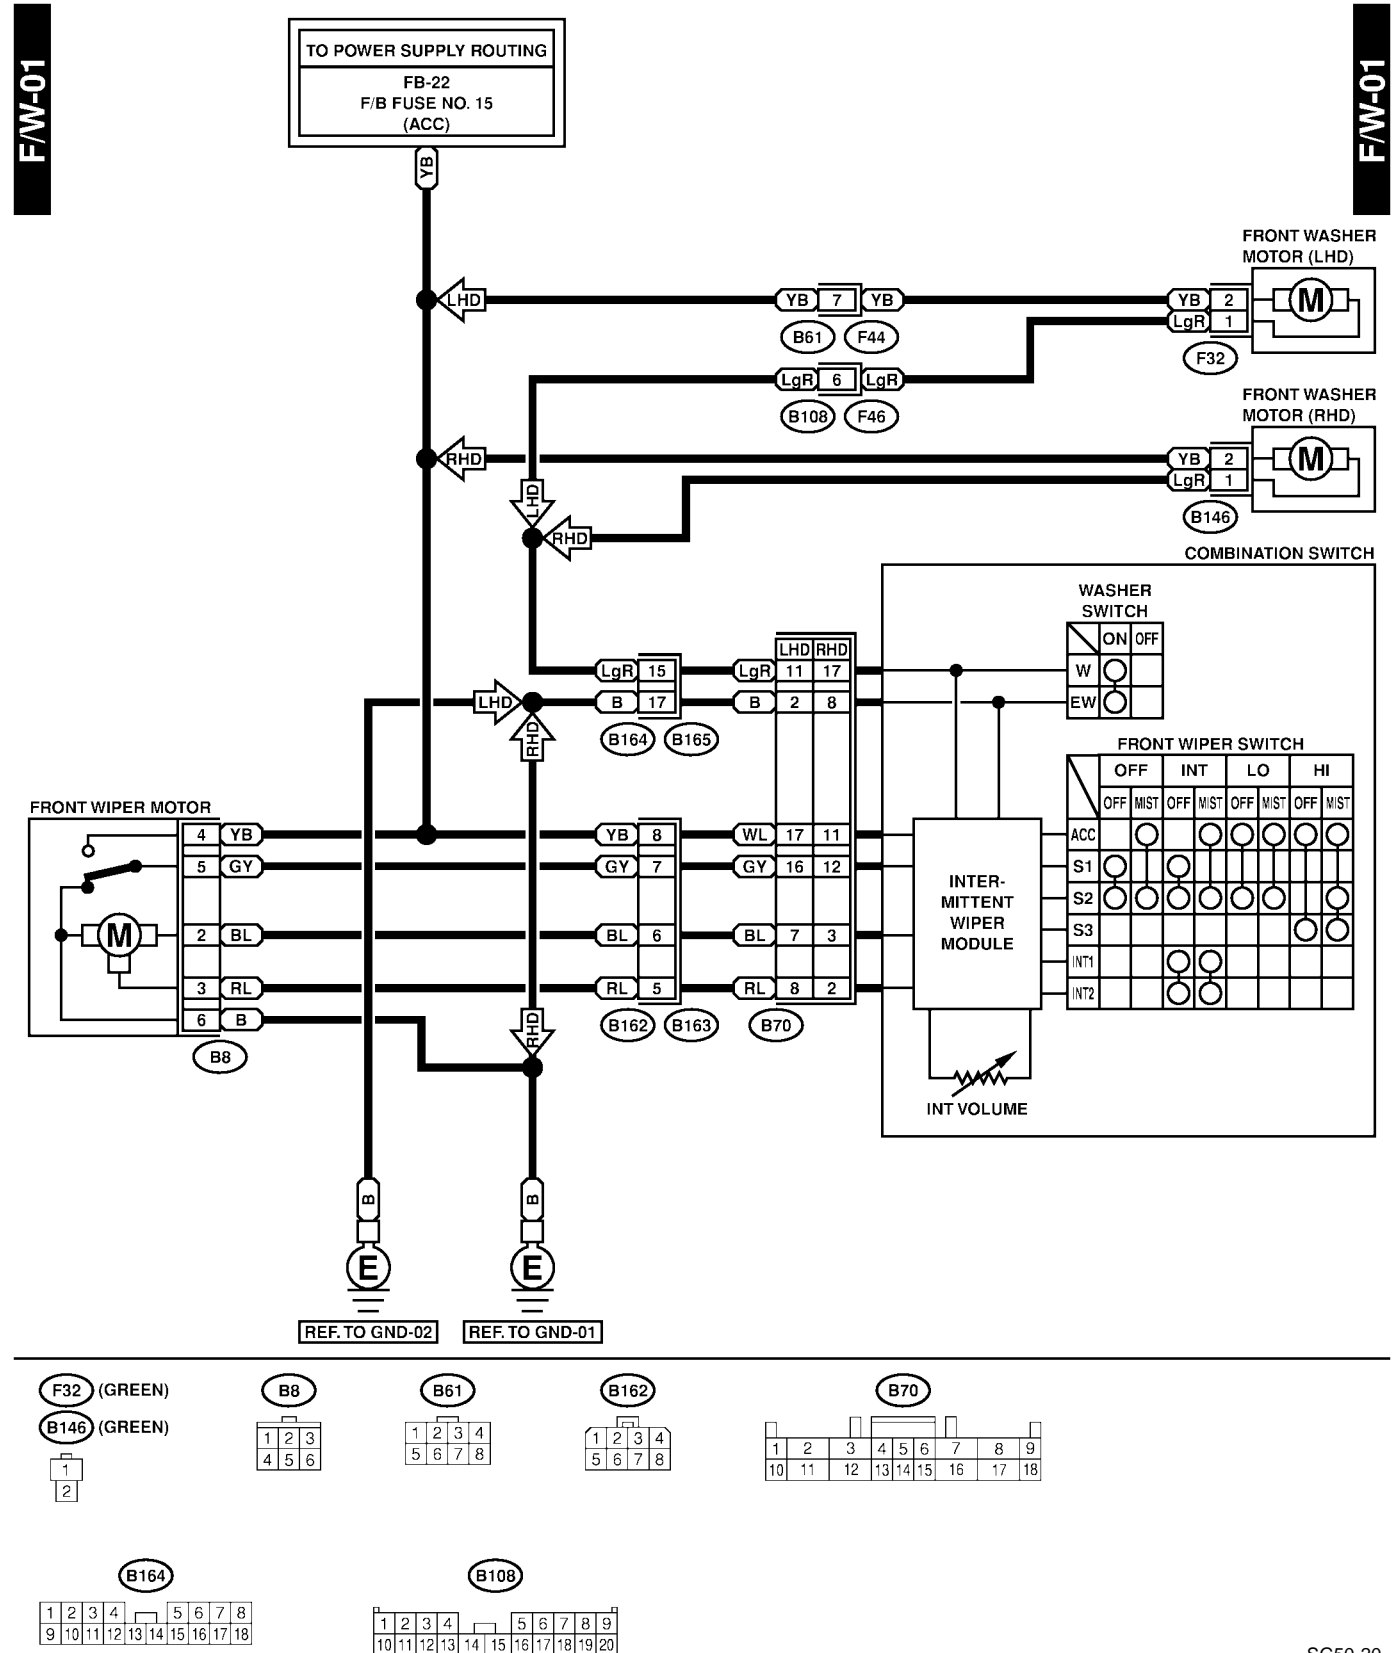 F/W-01
F/W-01
TO POWER SUPPLY ROUTING
FB-22
F/B FUSE NO. 15
(ACC)
YB
FRONT WASHER
MOTOR (LHD)
LHD
YB 7 YB
YB 2
M
LgR 1
B61 F44
F32
LgR 6 LgR
B108 F46
FRONT WASHER
MOTOR (RHD)
RHD
YB 2
M
LgR 1
LHD
B146
RHD
COMBINATION SWITCH
WASHER
SWITCH
ON OFF
LHD RHD
LgR 15 LgR 11 17
W
LHD
B 17 B 2 8
EW
RHD
B164 B165
FRONT WIPER SWITCH
OFF INT LO HI
OFF MIST OFF MIST OFF MIST OFF MIST
FRONT WIPER MOTOR
4 YB YB 8 WL 17 11
ACC
5 GY GY 7 GY 16 12
S1
INTER-
MITTENT
WIPER
MODULE
S2
M
2 BL BL 6 BL 7 3
S3
INT1
3 RL RL 5 RL 8 2
INT2
6 B
RHD
B162 B163 B70
B8
INT VOLUME
B B
E E
REF. TO GND-02 REF. TO GND-01
F32 (GREEN) B8 B61 B162 B70
B146 (GREEN)
1
2
1 2 3
4 5 6
1 2 3 4
5 6 7 8
1 2 3 4
5 6 7 8
1 2 3 4 5 6 7 8 9
10 11 12 13 14 15 16 17 18
B164 B108
1 2 3 4 5 6 7 8
9 10 11 12 13 14 15 16 17 18
1 2 3 4 5 6 7 8 9
10 11 12 13 14 15 16 17 18 19 20